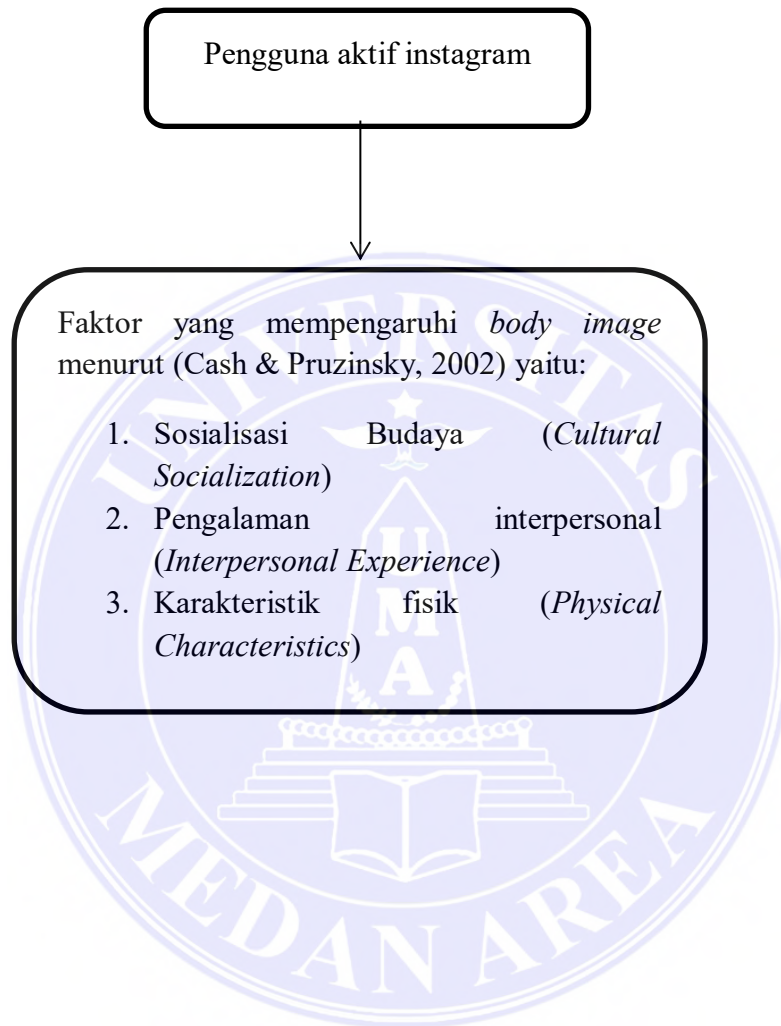 Pengguna aktif instagram
Faktor yang mempengaruhi body image
menurut (Cash & Pruzinsky, 2002) yaitu:
1. Sosialisasi Budaya (Cultural
Socialization)
2. Pengalaman interpersonal
(Interpersonal Experience)
3. Karakteristik fisik (Physical
Characteristics)
UNIVERSITAS
UMA
MEDAN AREA